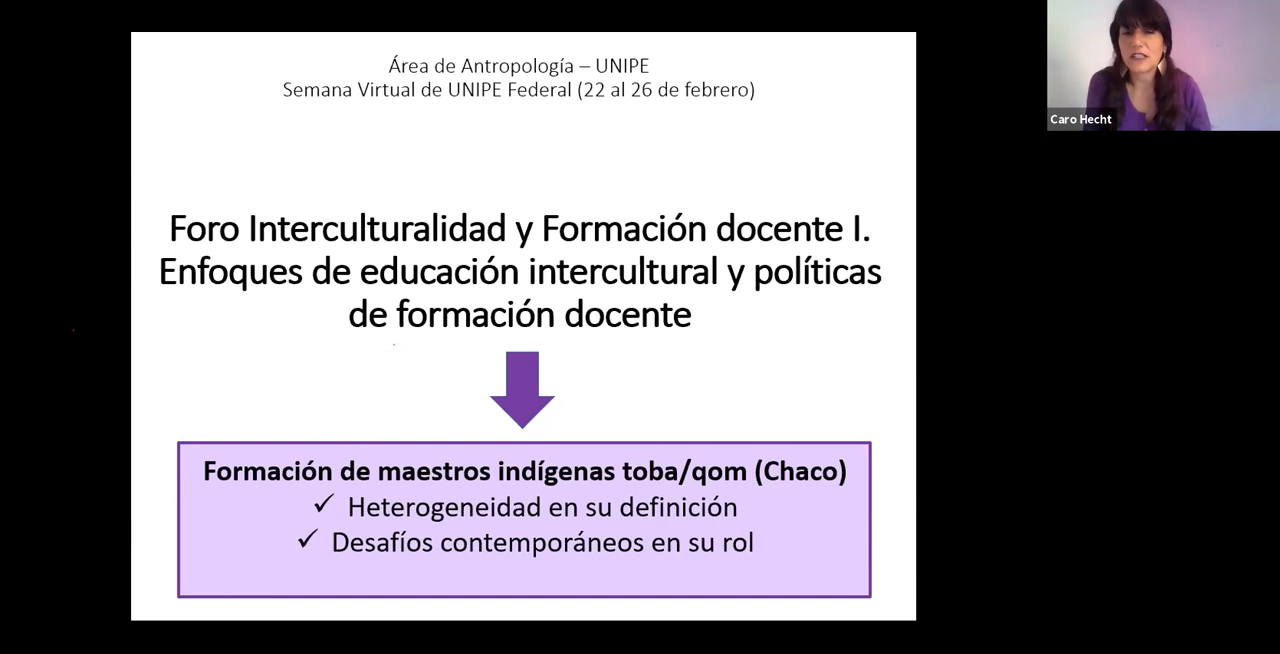 Área de Antropología – UNIPE
Semana Virtual de UNIPE Federal (22 al 26 de febrero)
Caro Hecht
Foro Interculturalidad y Formación docente I.
Enfoques de educación intercultural y políticas
de formación docente
Formación de maestros indígenas toba/qom (Chaco)
✓ Heterogeneidad en su definición
✓ Desafíos contemporáneos en su rol